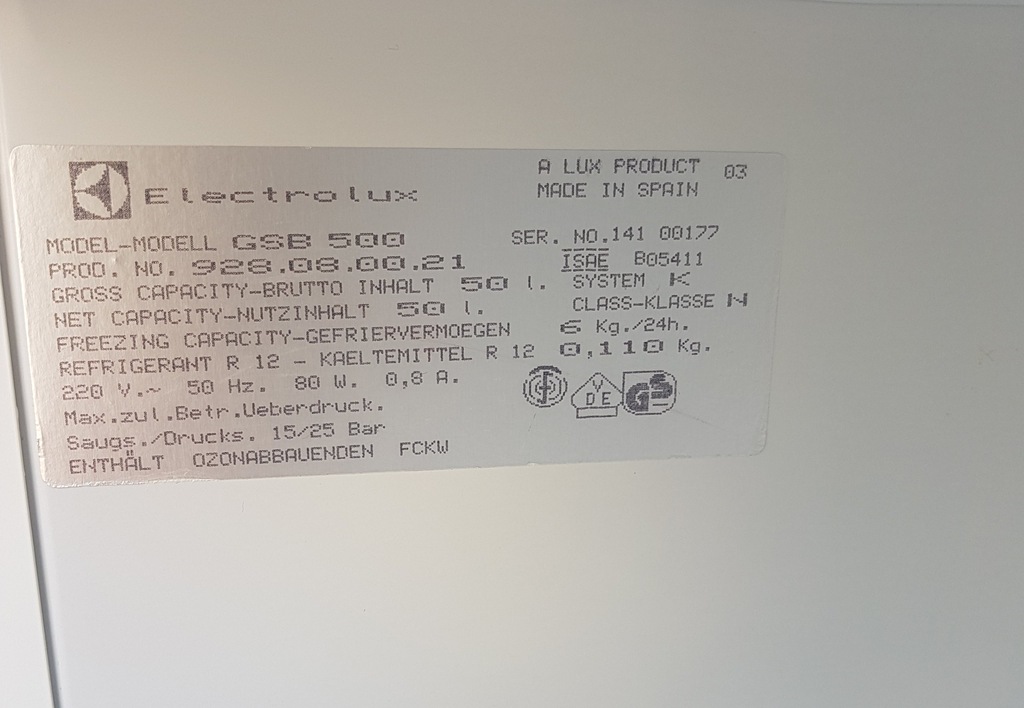 Electrolux
A LUX PRODUCT 03
MADE IN SPAIN
MODEL-MODELL GSB 500 SER. NO.141 00177
PROD. NO. 928.08.00.21 ISAE B05411
GROSS CAPACITY-BRUTTO INHALT 50 l. SYSTEM K
NET CAPACITY-NUTZINHALT 50 l. CLASS-KLASSE N
FREEZING CAPACITY-GEFRIERVERMOEGEN 6 Kg./24h.
REFRIGERANT R 12 - KAELTEMITTEL R 12 0,110 Kg.
220 V.~ 50 Hz. 80 W. 0,8 A.
Max.zul.Betr.Ueberdruck.
Saugs./Drucks. 15/25 Bar
ENTHÄLT OZONABBAUENDEN FCKW
VDE
GS